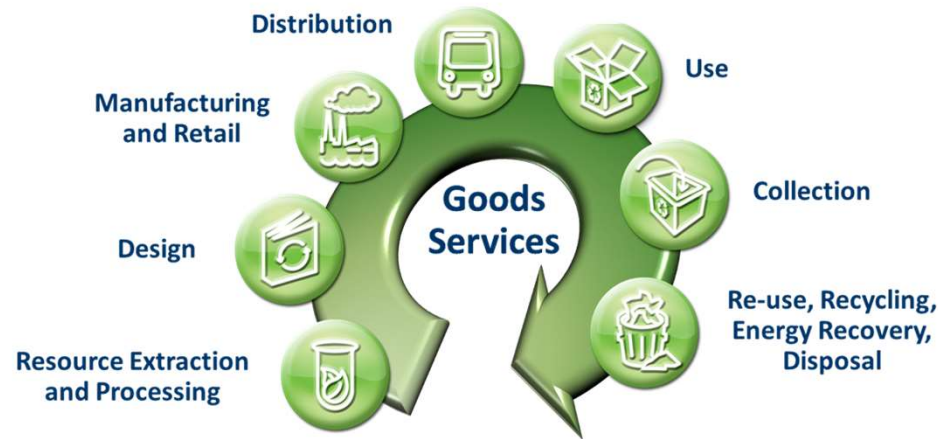 Distribution
Use
Manufacturing
and Retail
Goods
Services
Collection
Design
Re-use, Recycling,
Energy Recovery,
Disposal
Resource Extraction
and Processing